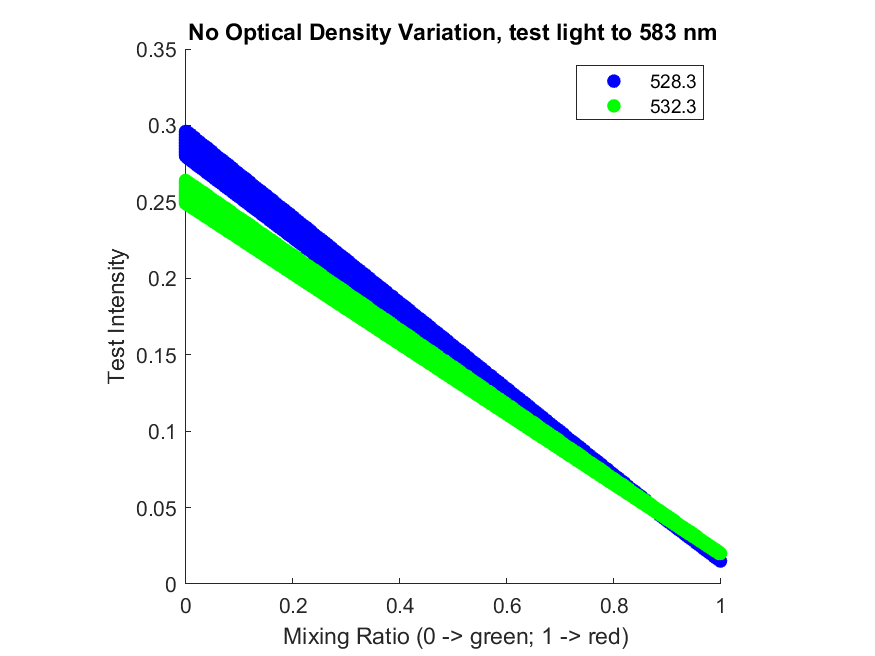 No Optical Density Variation, test light to 583 nm
528.3
532.3
0.35
0.3
0.25
0.2
0.15
0.1
0.05
0
Test Intensity
0 0.2 0.4 0.6 0.8 1
Mixing Ratio (0 -> green; 1 -> red)